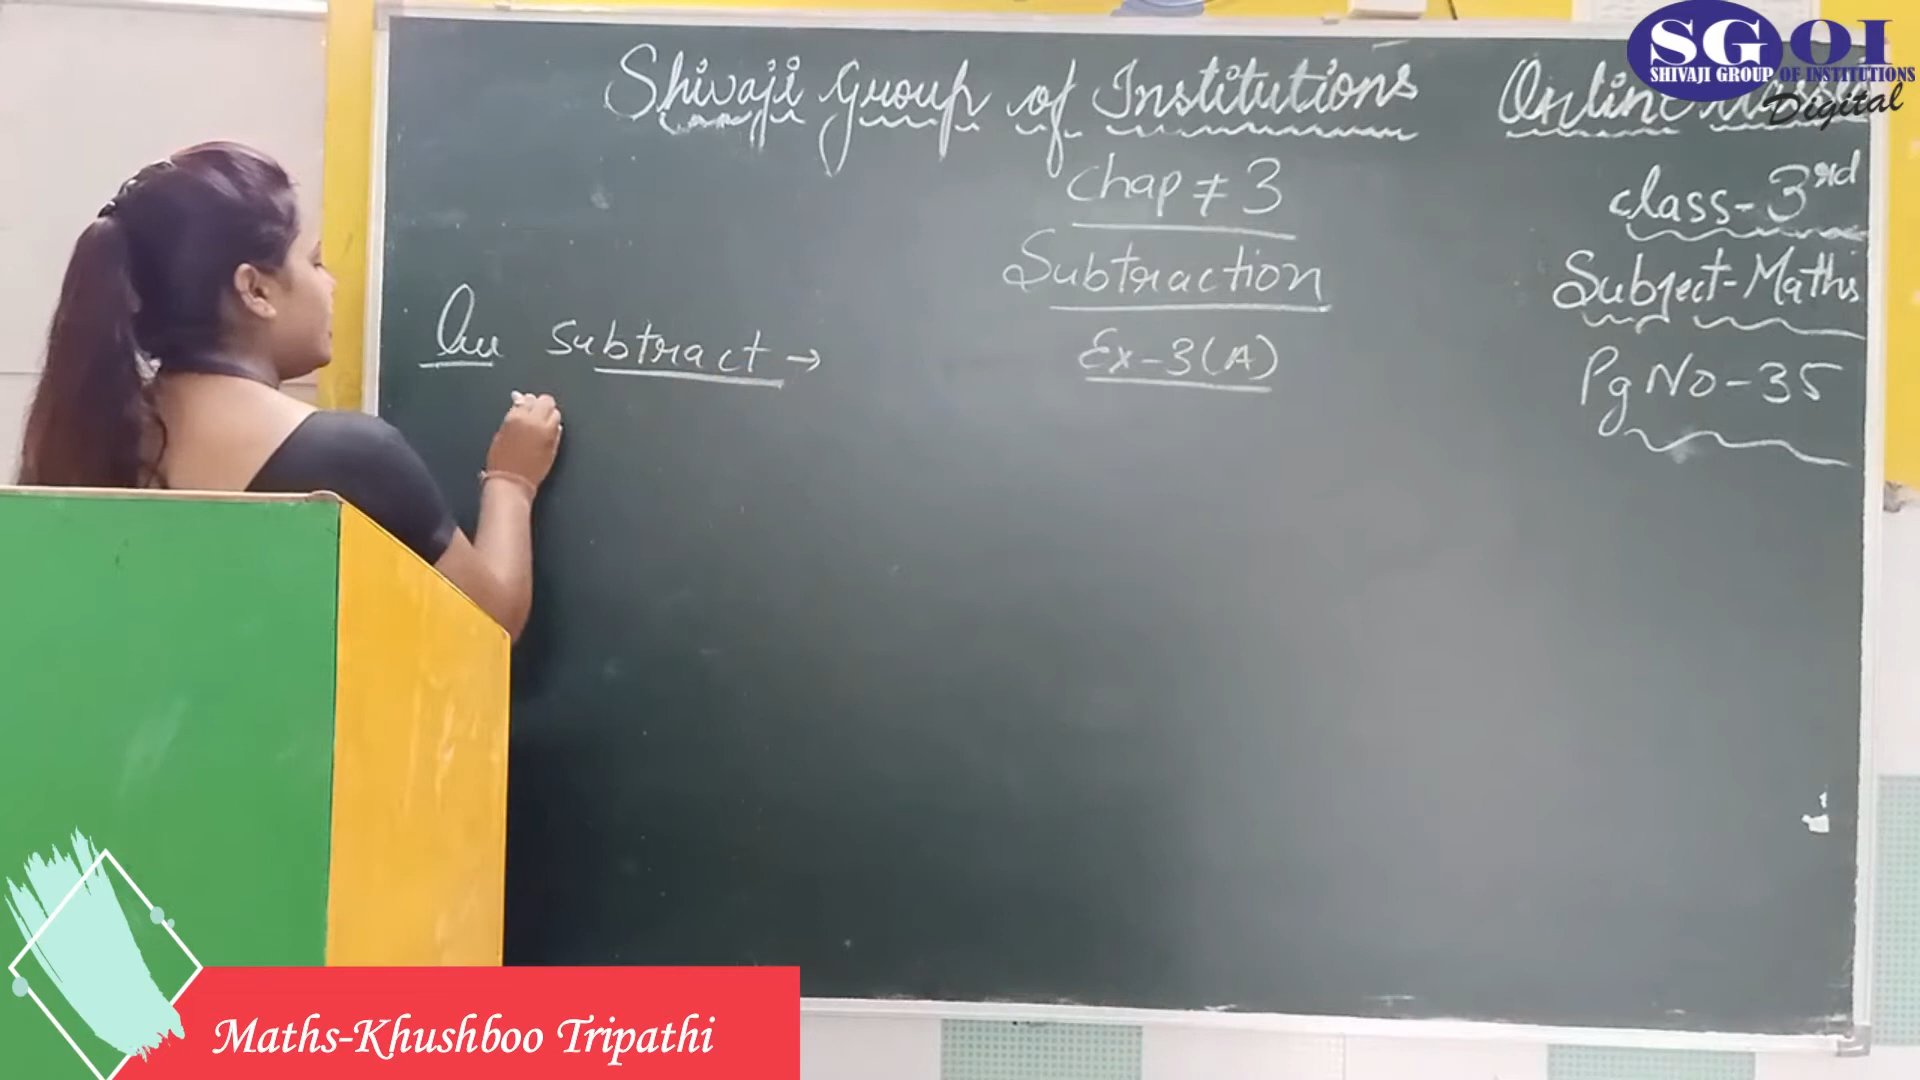 Shivaji Group of Institutions Online
SGOI
SHIVAJI GROUP OF INSTITUTIONS
Digital
Chap ≠ 3
class-3rd
Subtraction
Subject-Maths
Subtract →
Ex-3(A)
Pg No-35
Maths-Khushboo Tripathi